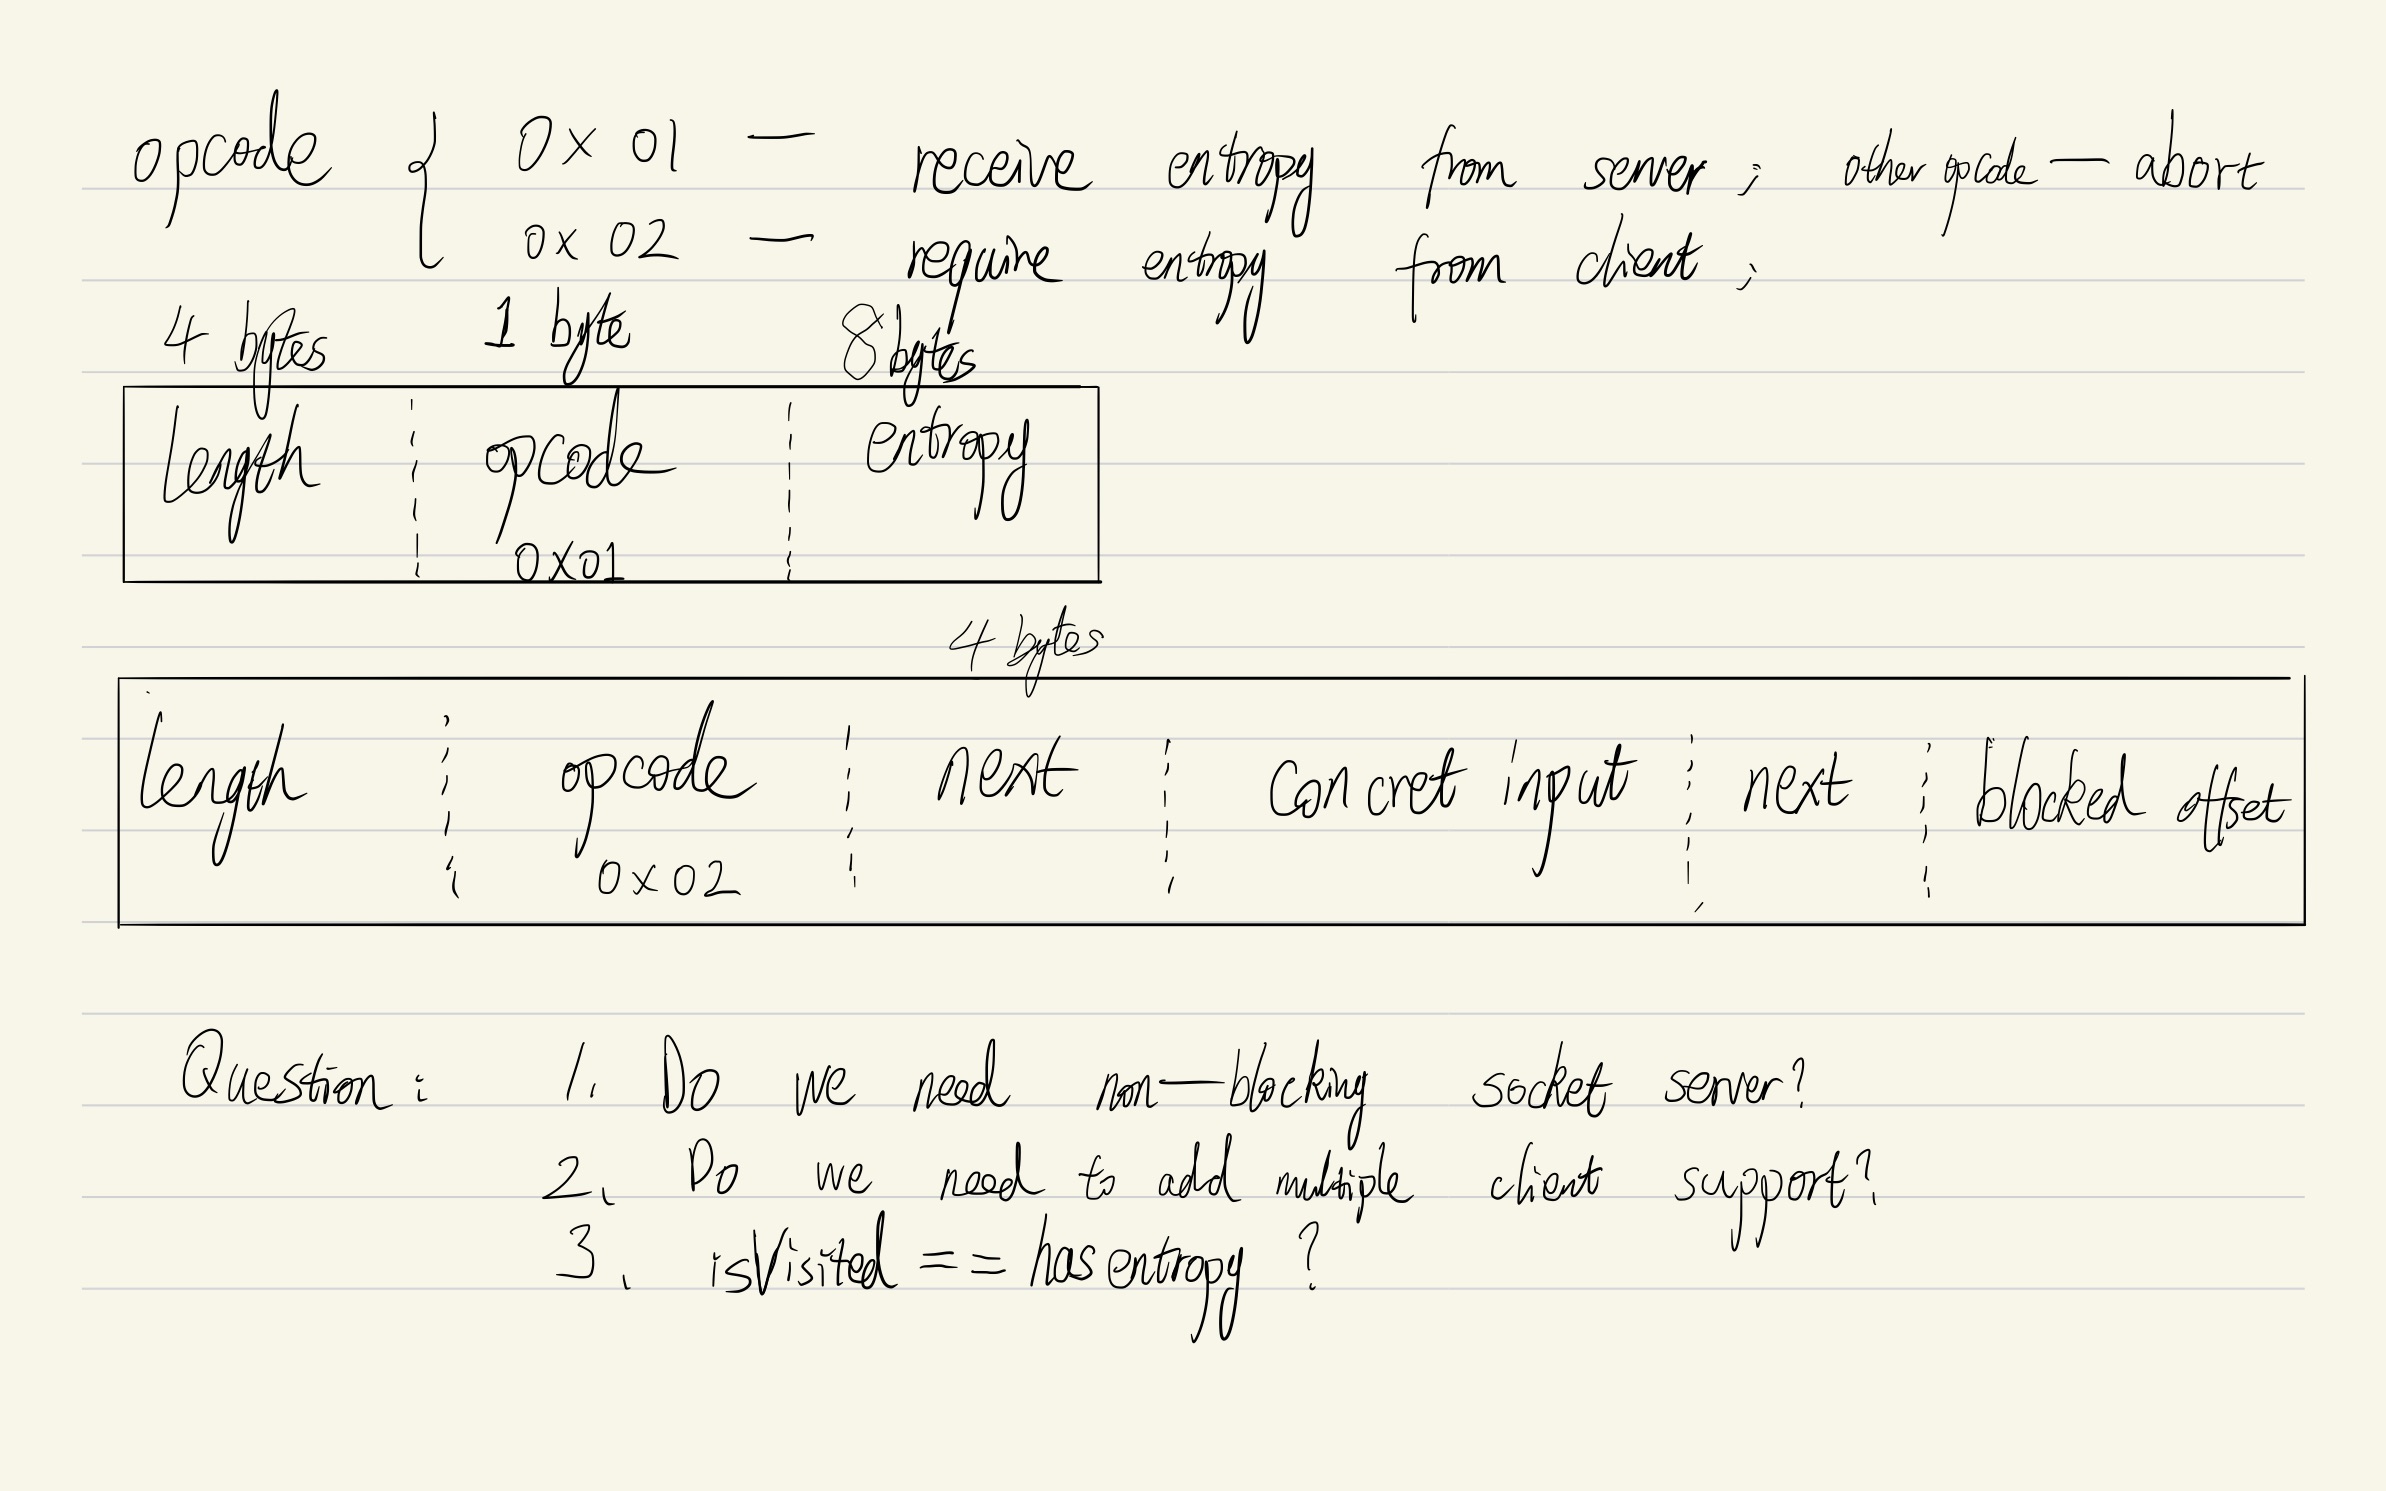 opcode { 0x 01 — receive entropy from server ; other opcode — abort
0x 02 — require entropy from client ;
4 bytes 1 byte 8 bytes
length opcode entropy
0x01
4 bytes
length opcode next Concret input next blocked offset
0x02
Question : 1. Do we need non-blocking socket server?
2. Do we need to add multiple client support?
3. isVisited == has entropy ?